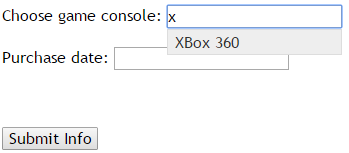 Choose game console: x
XBox 360
Purchase date:
Submit Info